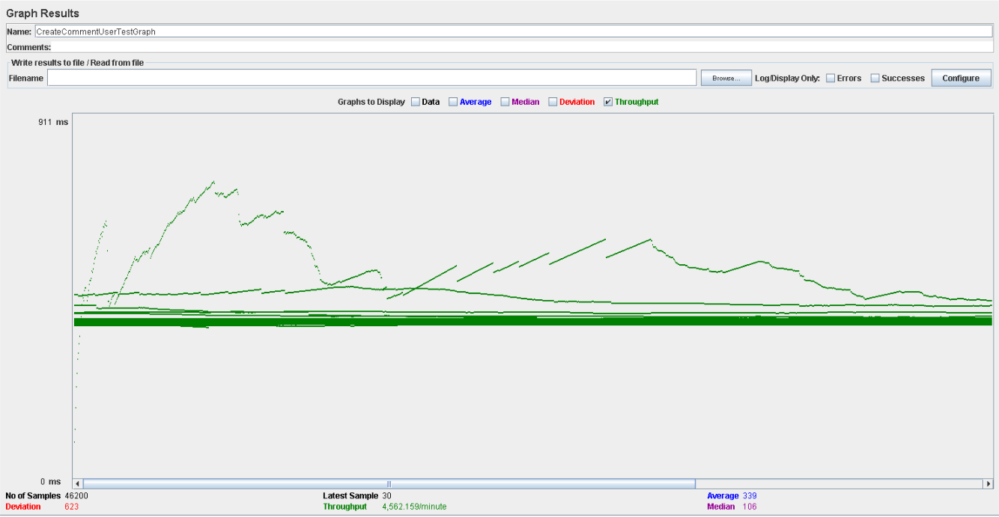 Graph Results
Name: CreateCommentUserTestGraph
Comments:
Write results to file / Read from file
Filename Browse... Log/Display Only: Errors Successes Configure
Graphs to Display Data Average Median Deviation Throughput
911 ms
0 ms
No of Samples 46200 Latest Sample 30 Average 339
Deviation 623 Throughput 4,562.159/minute Median 106